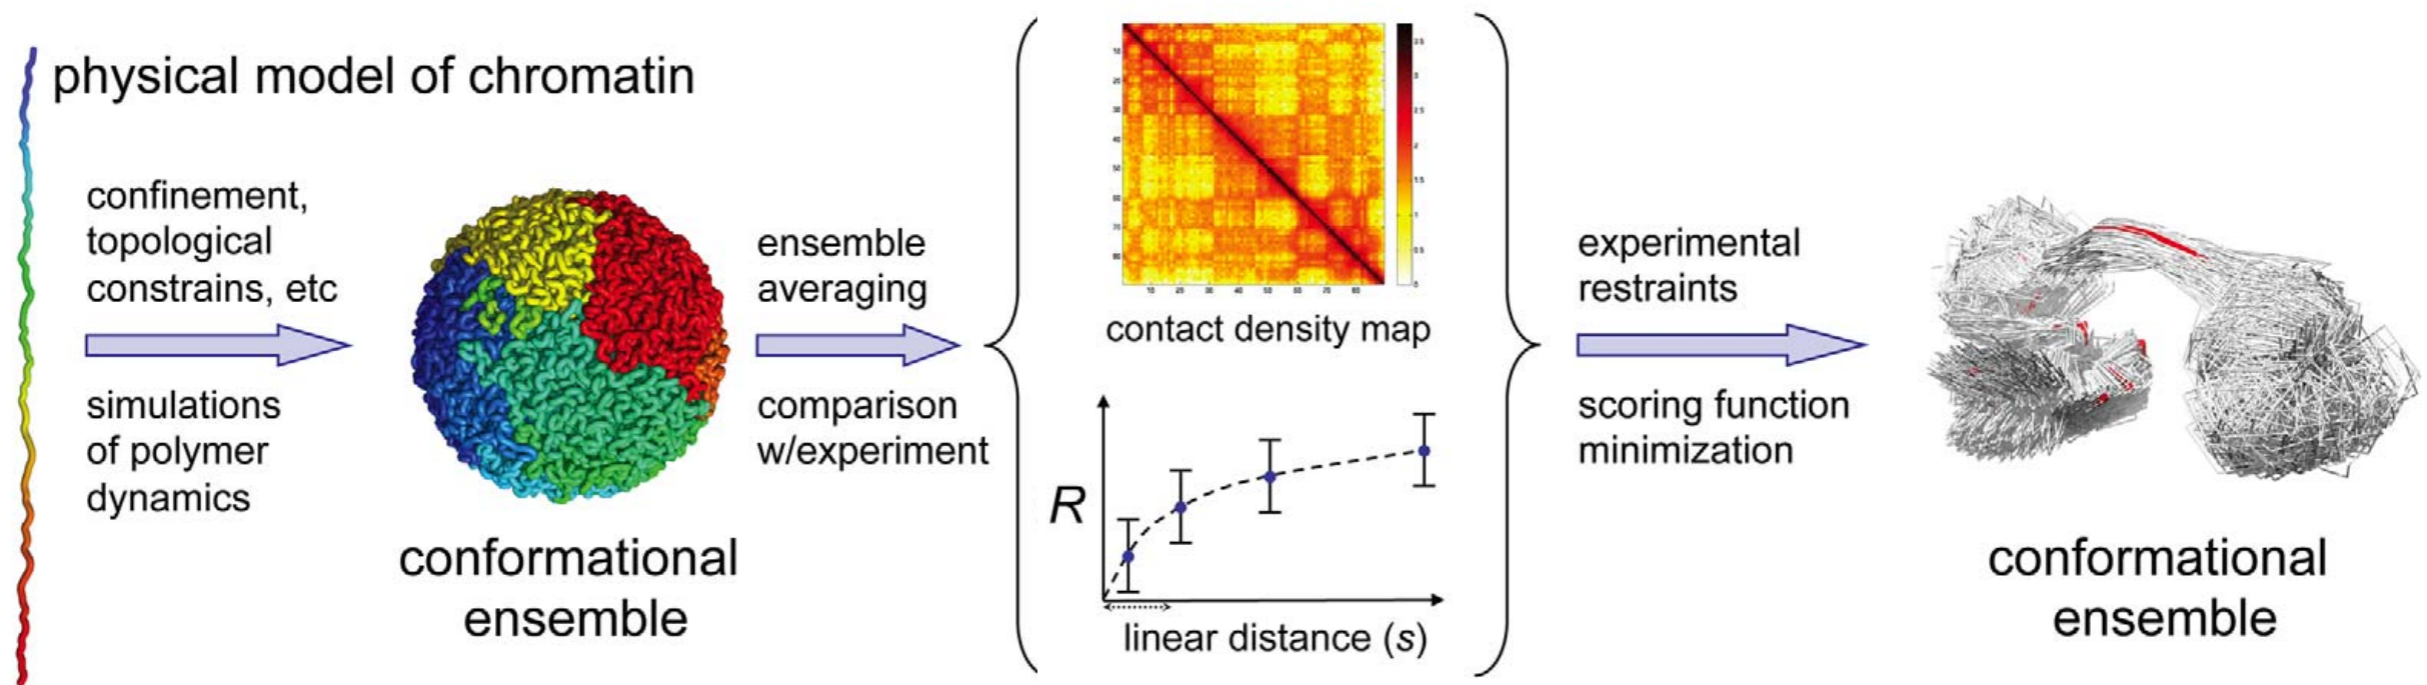 physical model of chromatin
confinement,
topological
constrains, etc
simulations
of polymer
dynamics
conformational
ensemble
ensemble
averaging
comparison
w/experiment
contact density map
R
linear distance (s)
experimental
restraints
scoring function
minimization
conformational
ensemble